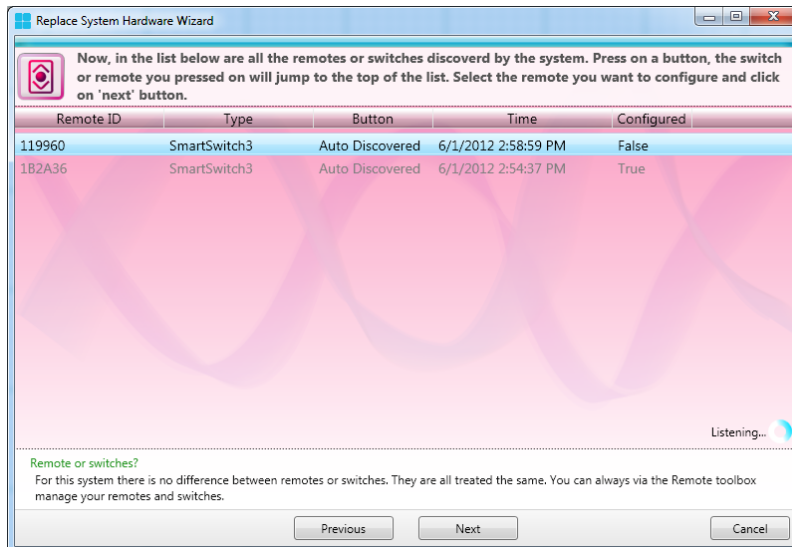 Replace System Hardware Wizard
Now, in the list below are all the remotes or switches discoverd by the system. Press on a button, the switch
or remote you pressed on will jump to the top of the list. Select the remote you want to configure and click
on 'next' button.
Remote ID Type Button Time Configured
119960 SmartSwitch3 Auto Discovered 6/1/2012 2:58:59 PM False
1B2A36 SmartSwitch3 Auto Discovered 6/1/2012 2:54:37 PM True
Listening...
Remote or switches?
For this system there is no difference between remotes or switches. They are all treated the same. You can always via the Remote toolbox
manage your remotes and switches.
Previous Next Cancel